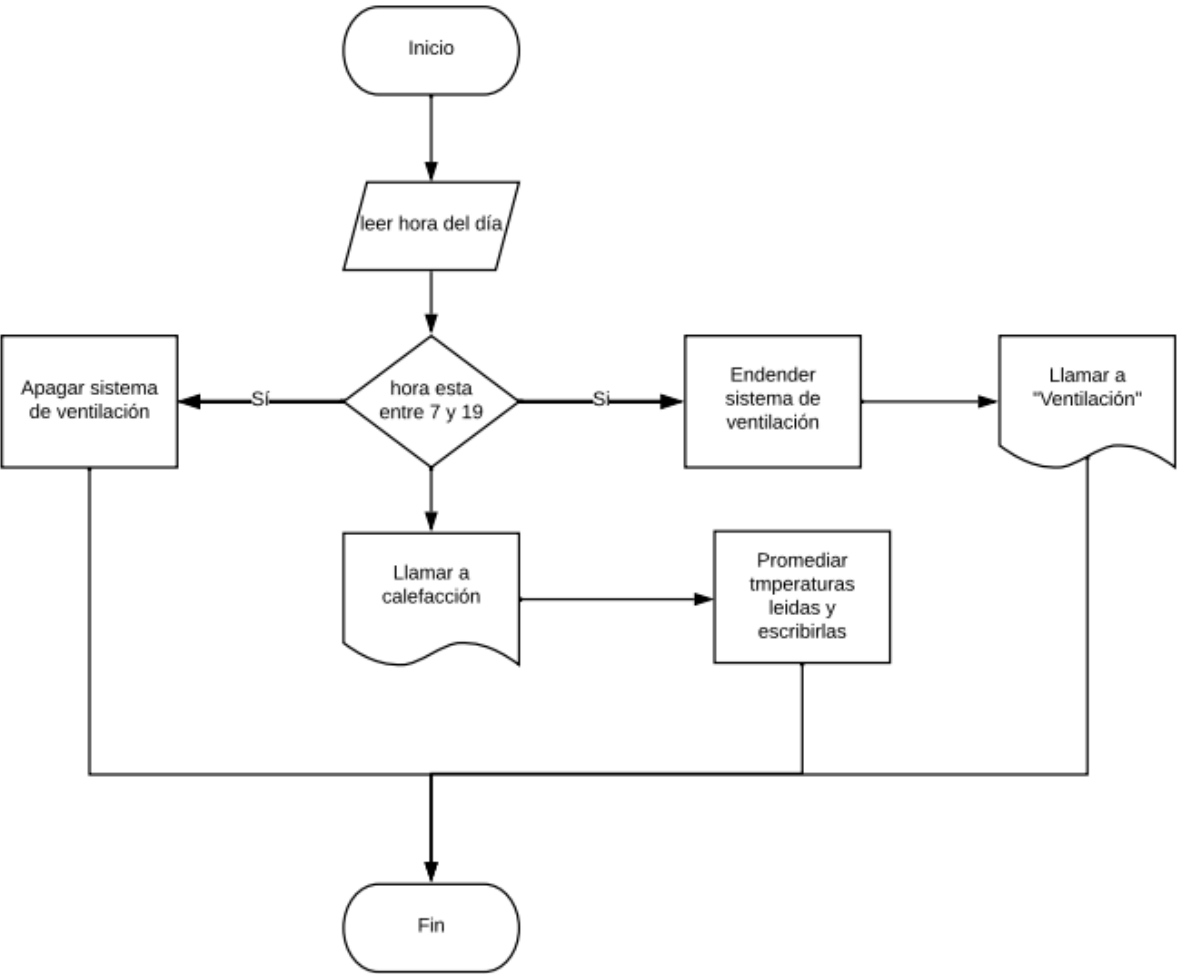 Inicio
leer hora del día
Apagar sistema
de ventilación
Sí
hora esta
entre 7 y 19
Si
Endender
sistema de
ventilación
Llamar a
"Ventilación"
Llamar a
calefacción
Promediar
tmperaturas
leidas y
escribirlas
Fin